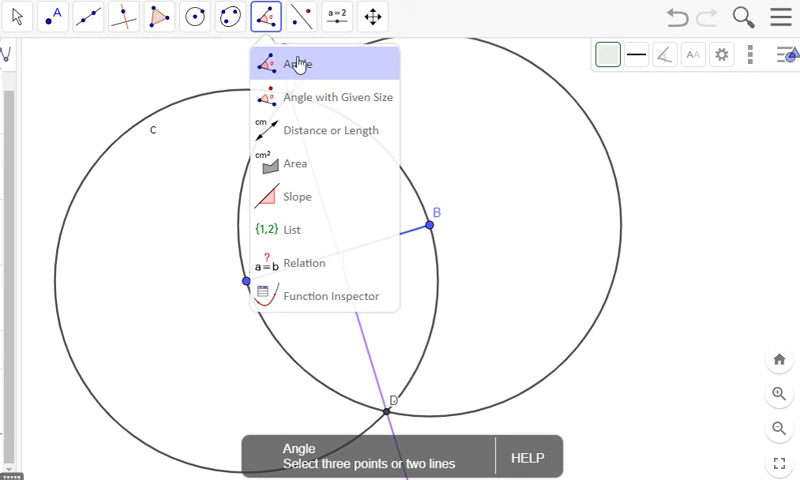 A
a=2
AA
Angle
Angle with Given Size
cm
Distance or Length
cm²
Area
Slope
{1,2} List
?
a=b
Relation
Function Inspector
C
B
D
Angle
Select three points or two lines
HELP